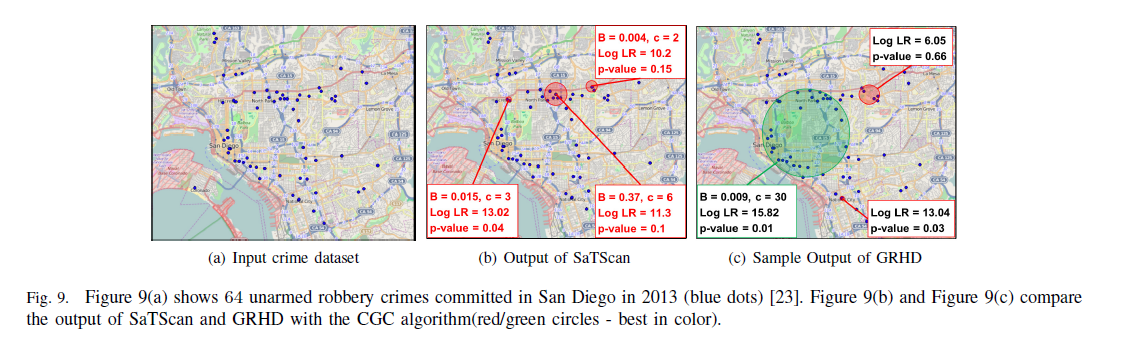 B = 0.004, c = 2
Log LR = 10.2
p-value = 0.15
B = 0.015, c = 3
Log LR = 13.02
p-value = 0.04
B = 0.37, c = 6
Log LR = 11.3
p-value = 0.1
Log LR = 6.05
p-value = 0.66
B = 0.009, c = 30
Log LR = 15.82
p-value = 0.01
Log LR = 13.04
p-value = 0.03
San Diego
San Diego
(a) Input crime dataset
(b) Output of SaTScan
(c) Sample Output of GRHD
Fig. 9. Figure 9(a) shows 64 unarmed robbery crimes committed in San Diego in 2013 (blue dots) [23]. Figure 9(b) and Figure 9(c) compare
the output of SaTScan and GRHD with the CGC algorithm(red/green circles - best in color).